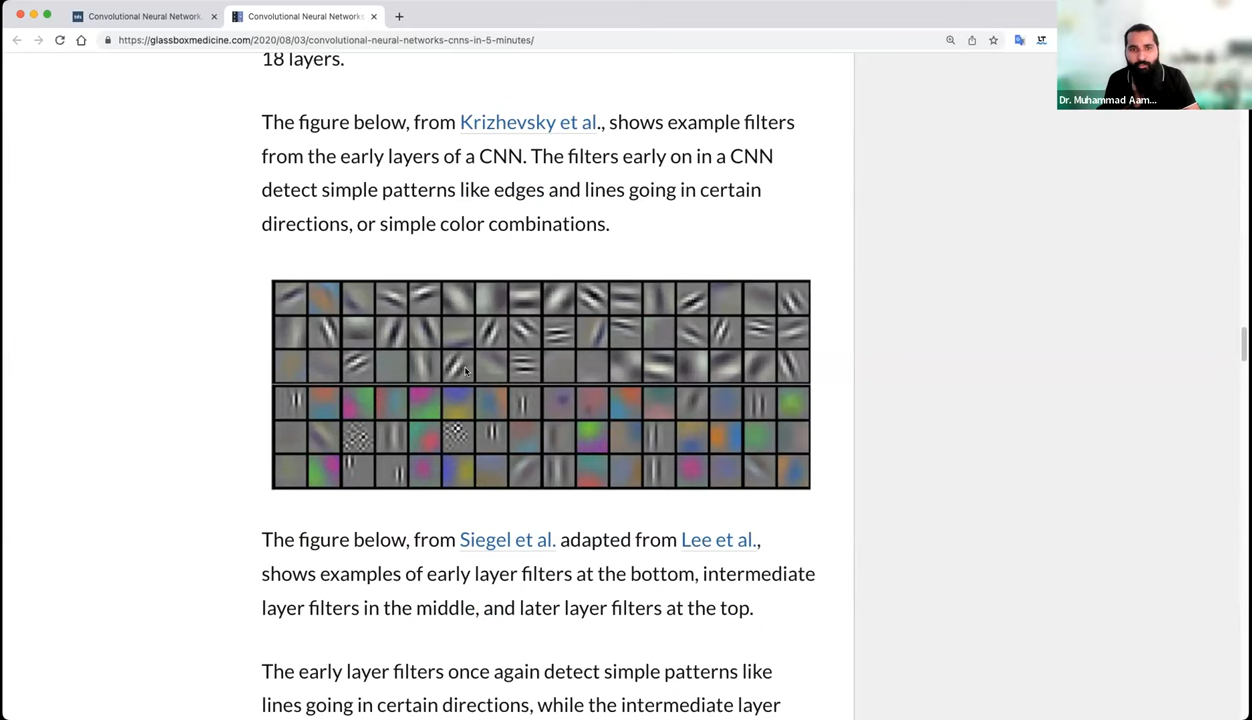 Convolutional Neural Network
Convolutional Neural Networks
https://glassboxmedicine.com/2020/08/03/convolutional-neural-networks-cnns-in-5-minutes/
Dr. Muhammad Aam...
18 layers.
The figure below, from Krizhevsky et al., shows example filters
from the early layers of a CNN. The filters early on in a CNN
detect simple patterns like edges and lines going in certain
directions, or simple color combinations.
The figure below, from Siegel et al. adapted from Lee et al.,
shows examples of early layer filters at the bottom, intermediate
layer filters in the middle, and later layer filters at the top.
The early layer filters once again detect simple patterns like
lines going in certain directions, while the intermediate layer